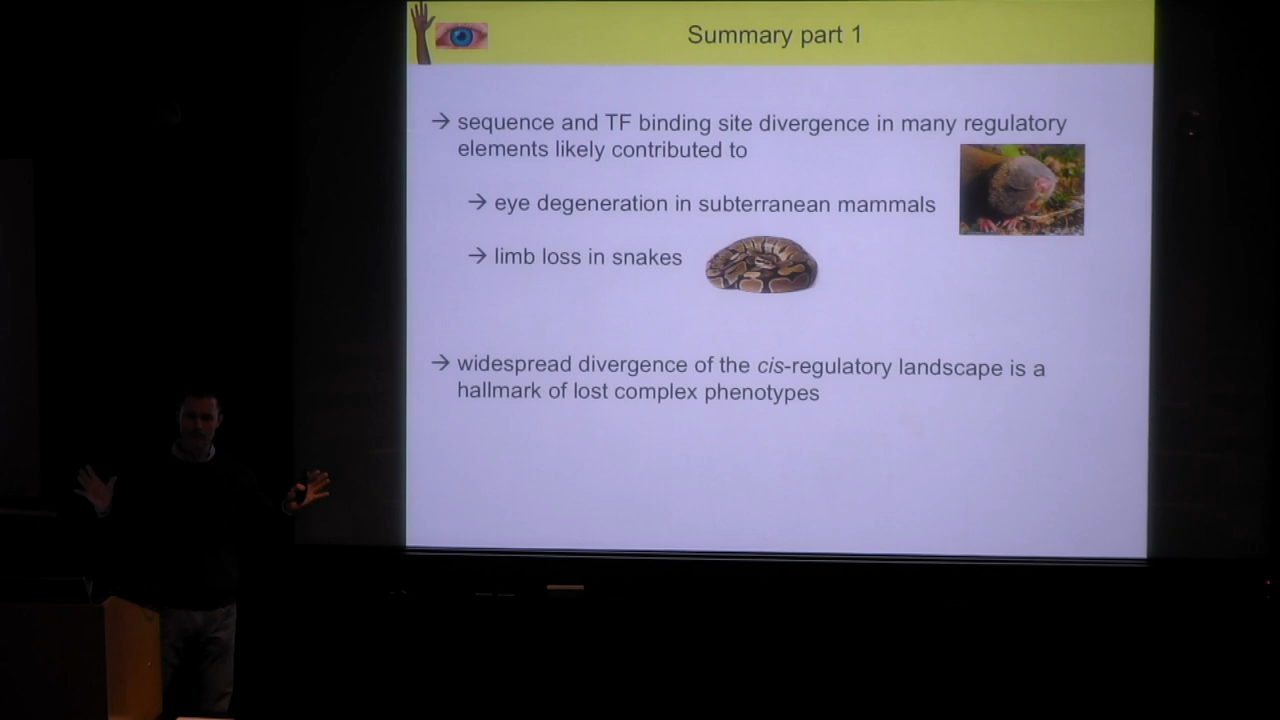 Summary part 1
→ sequence and TF binding site divergence in many regulatory
elements likely contributed to
→ eye degeneration in subterranean mammals
→ limb loss in snakes
→ widespread divergence of the cis-regulatory landscape is a
hallmark of lost complex phenotypes